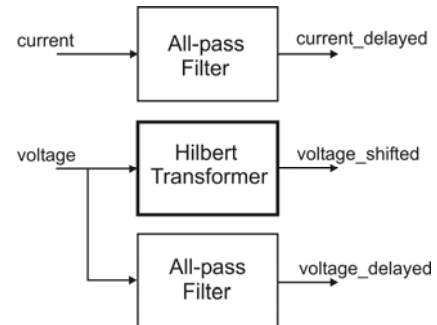 current
All-pass
Filter
current_delayed
voltage
Hilbert
Transformer
voltage_shifted
All-pass
Filter
voltage_delayed